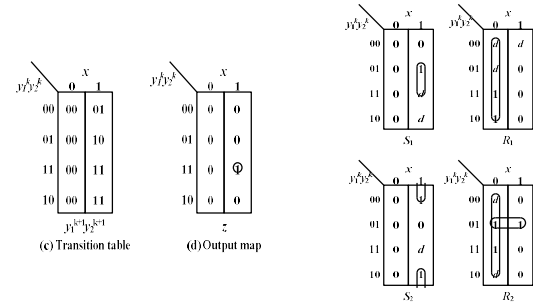 x
y₁ᵏy₂ᵏ 0 1
00 00 01
01 00 10
11 00 11
10 00 11
y₁ᵏ⁺¹y₂ᵏ⁺¹
(c) Transition table
x
y₁ᵏy₂ᵏ 0 1
00 0 0
01 0 0
11 0 1
10 0 0
z
(d) Output map
x
y₁ᵏy₂ᵏ 0 1
00 0 0
01 0 1
11 0 d
10 0 d
S₁
x
y₁ᵏy₂ᵏ 0 1
00 d d
01 d 0
11 1 0
10 1 0
R₁
x
y₁ᵏy₂ᵏ 0 1
00 0 1
01 0 0
11 0 d
10 0 1
S₂
x
y₁ᵏy₂ᵏ 0 1
00 d 0
01 1 1
11 1 0
10 d 0
R₂